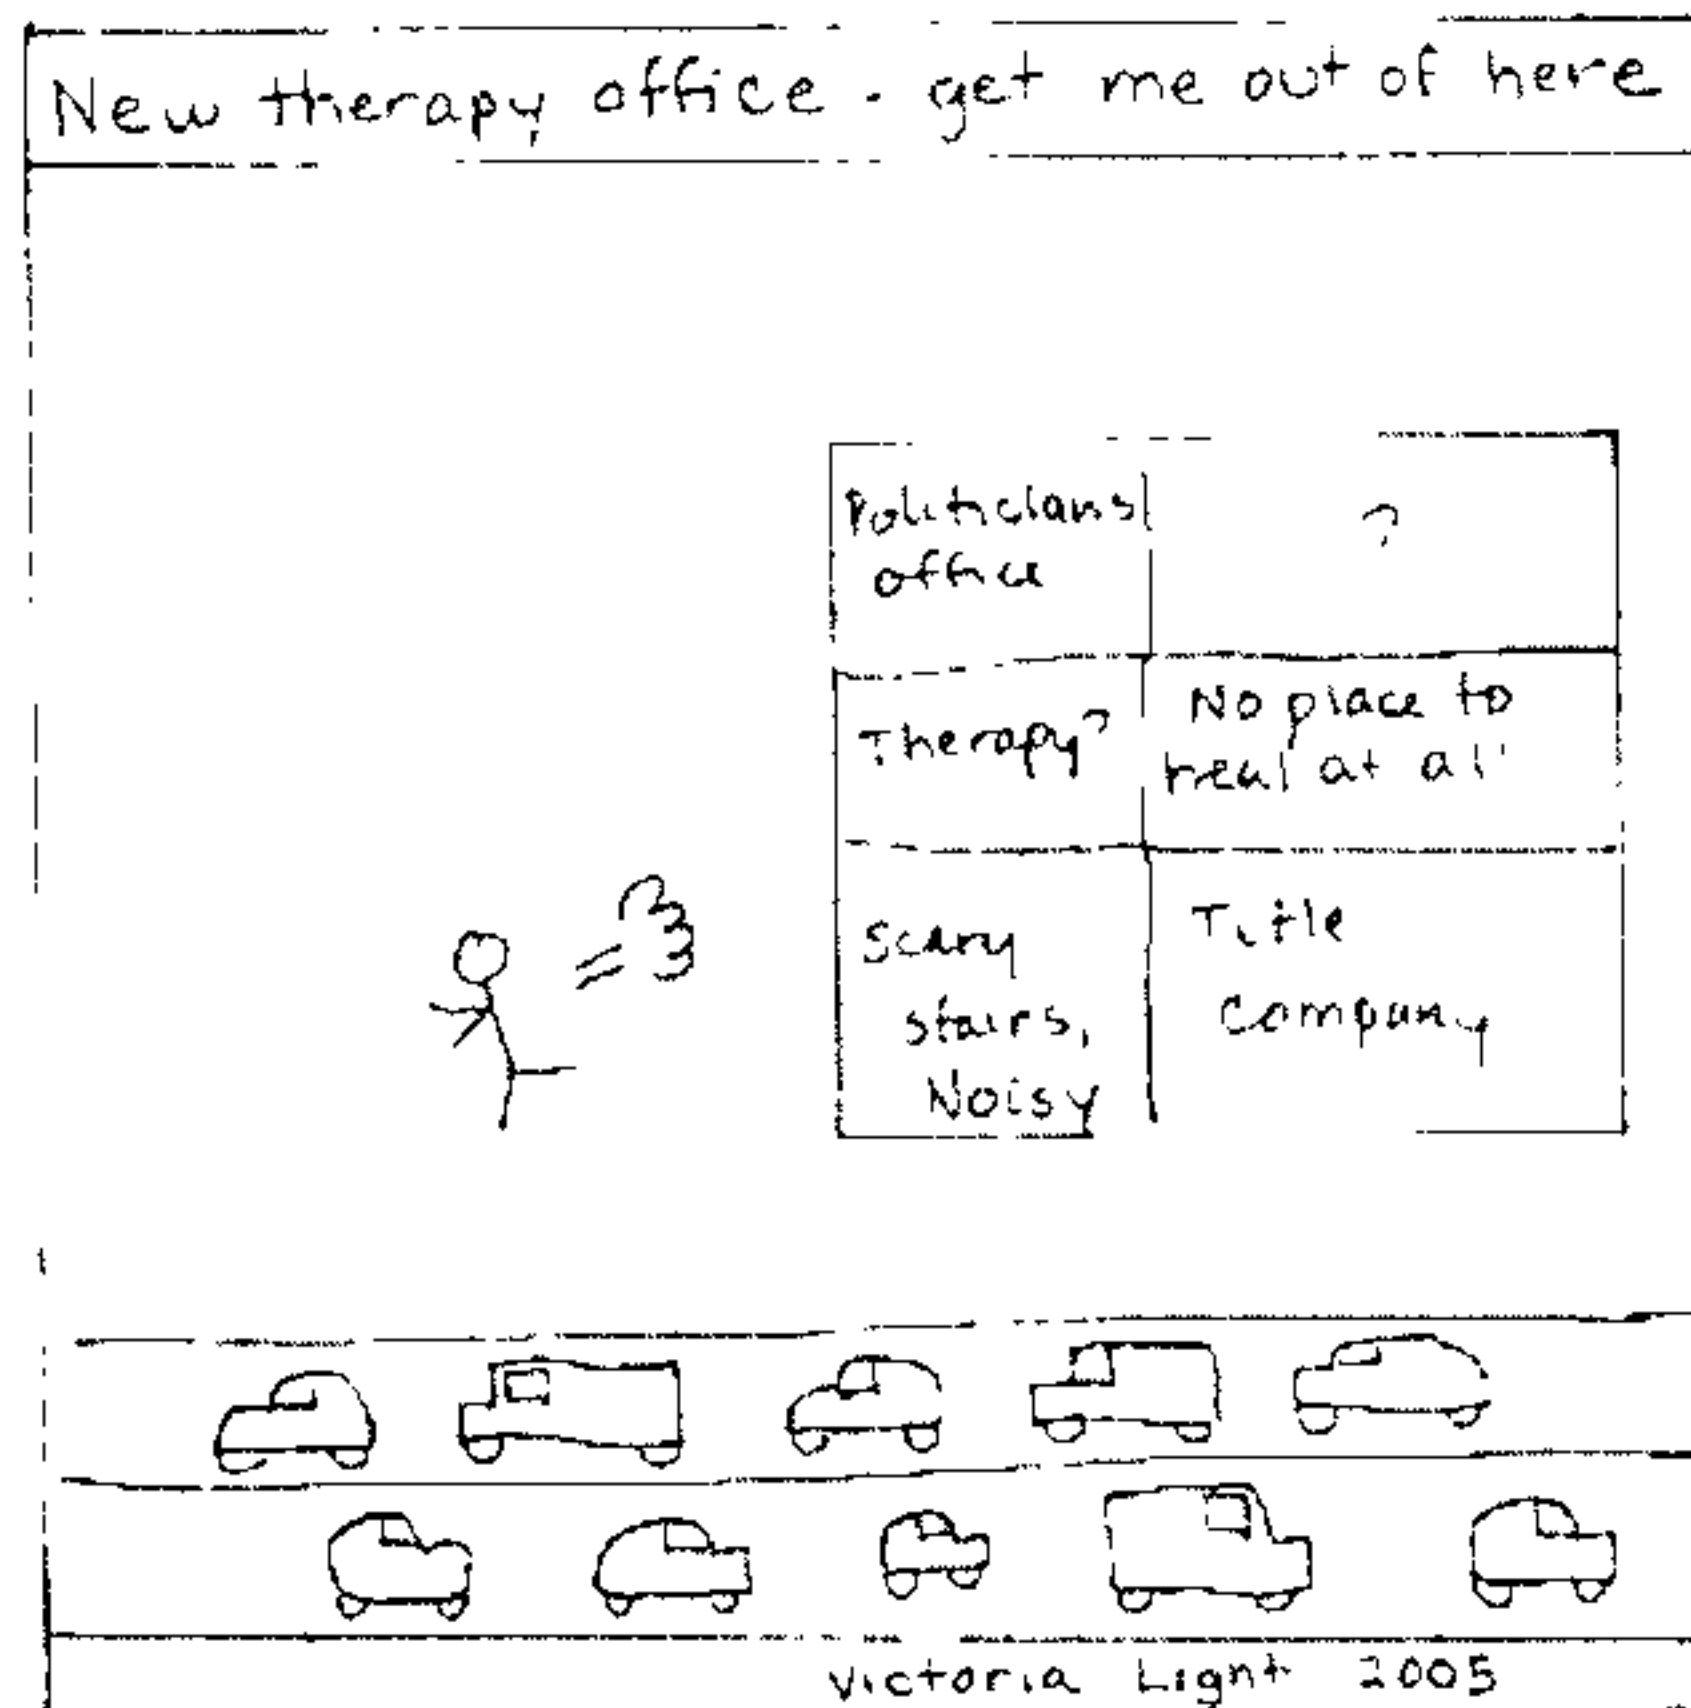 New therapy office - get me out of here
Politicians
office
?
Therapy?
No place to
heal at all
Scary
stairs,
Noisy
Title
Company
Victoria Light 2005